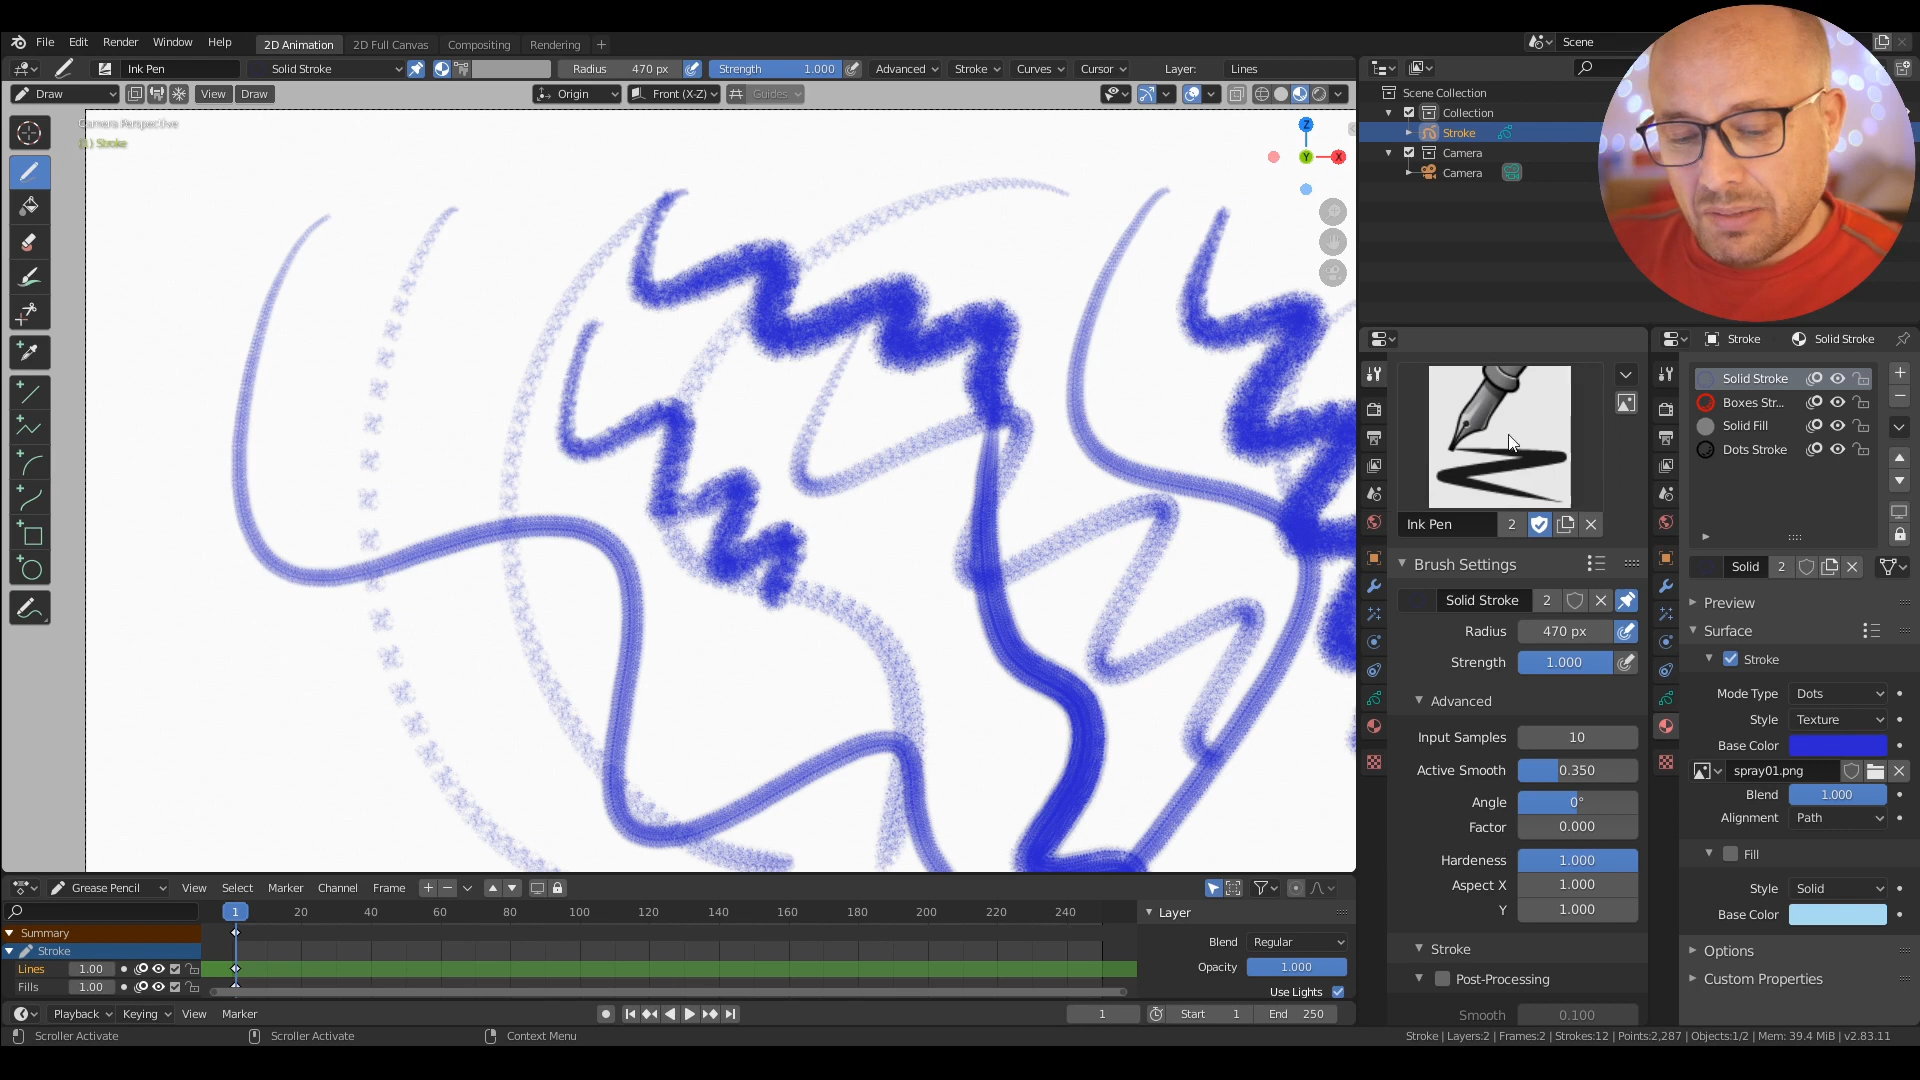 File Edit Render Window Help 2D Animation 2D Full Canvas Compositing Rendering + Scene
Ink Pen Solid Stroke Radius 470 px Strength 1.000 Advanced Stroke Curves Cursor Layer: Lines
Draw View Draw Origin Front (X-Z) Guides
Camera Perspective
(1) Stroke
Z
Y
X
Scene Collection
Collection
Stroke
Camera
Camera
Stroke Solid Stroke
Solid Stroke
Boxes Str...
Solid Fill
Dots Stroke
Ink Pen 2
Brush Settings
Solid Stroke 2
Radius 470 px
Strength 1.000
Advanced
Input Samples 10
Active Smooth 0.350
Angle 0°
Factor 0.000
Hardeness 1.000
Aspect X 1.000
Y 1.000
Stroke
Post-Processing
Smooth 0.100
Solid 2
Preview
Surface
Stroke
Mode Type Dots
Style Texture
Base Color
spray01.png
Blend 1.000
Alignment Path
Fill
Style Solid
Base Color
Options
Custom Properties
Grease Pencil View Select Marker Channel Frame
1 20 40 60 80 100 120 140 160 180 200 220 240
Summary
Stroke
Lines 1.00
Fills 1.00
Layer
Blend Regular
Opacity 1.000
Use Lights
Playback Keying View Marker 1 Start 1 End 250
Scroller Activate Scroller Activate Context Menu Stroke | Layers:2 | Frames:2 | Strokes:12 | Points:2,287 | Objects:1/2 | Mem: 39.4 MiB | v2.83.11